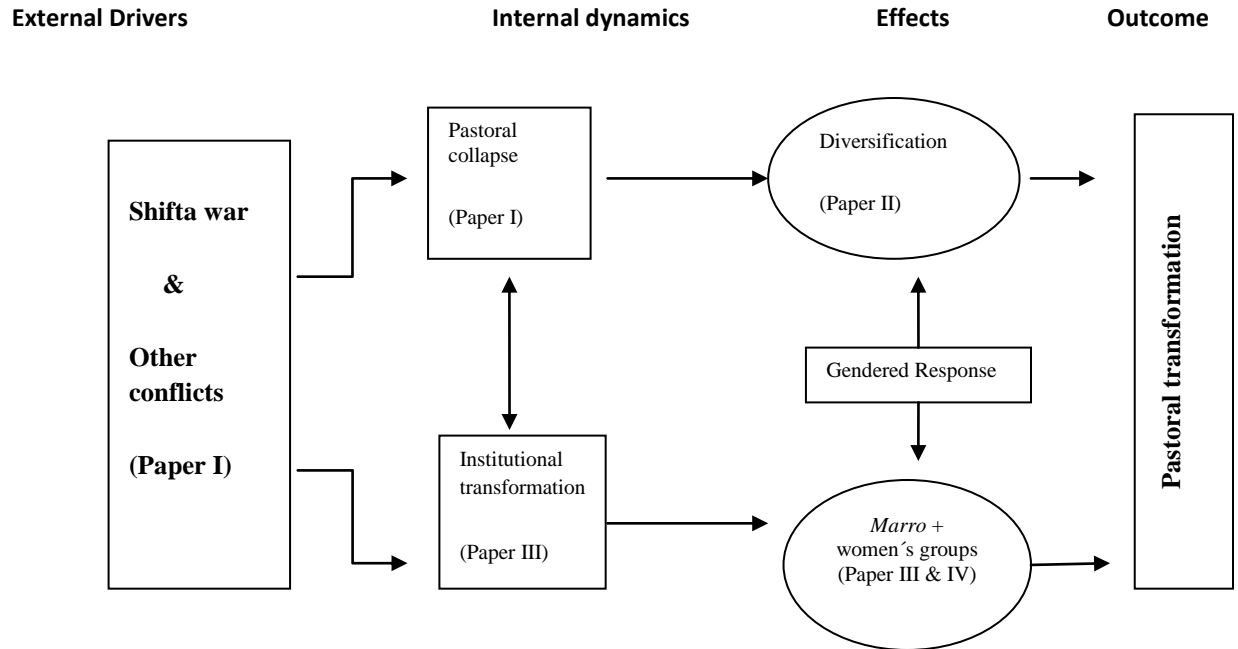 External Drivers
Internal dynamics
Effects
Outcome
Shifta war
&
Other
conflicts
(Paper I)
Pastoral
collapse
(Paper I)
Institutional
transformation
(Paper III)
Diversification
(Paper II)
Gendered Response
Marro +
women´s groups
(Paper III & IV)
Pastoral transformation